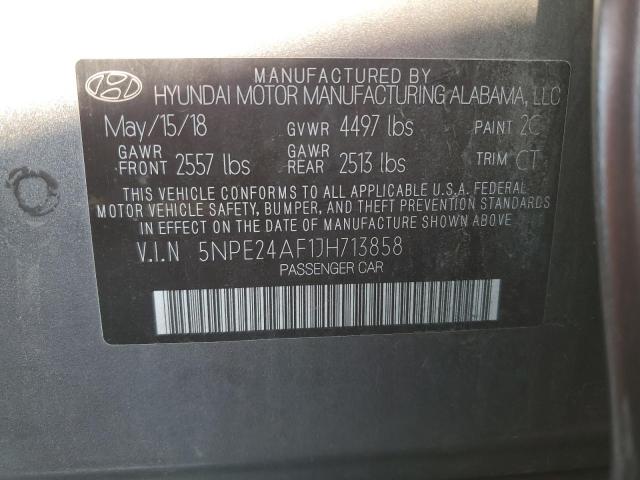 MANUFACTURED BY
HYUNDAI MOTOR MANUFACTURING ALABAMA, LLC
May/15/18 GVWR 4497 lbs PAINT 2C
GAWR FRONT 2557 lbs GAWR REAR 2513 lbs TRIM CT
THIS VEHICLE CONFORMS TO ALL APPLICABLE U.S.A. FEDERAL
MOTOR VEHICLE SAFETY, BUMPER, AND THEFT PREVENTION STANDARDS
IN EFFECT ON THE DATE OF MANUFACTURE SHOWN ABOVE.
V.I.N 5NPE24AF1JH713858
PASSENGER CAR